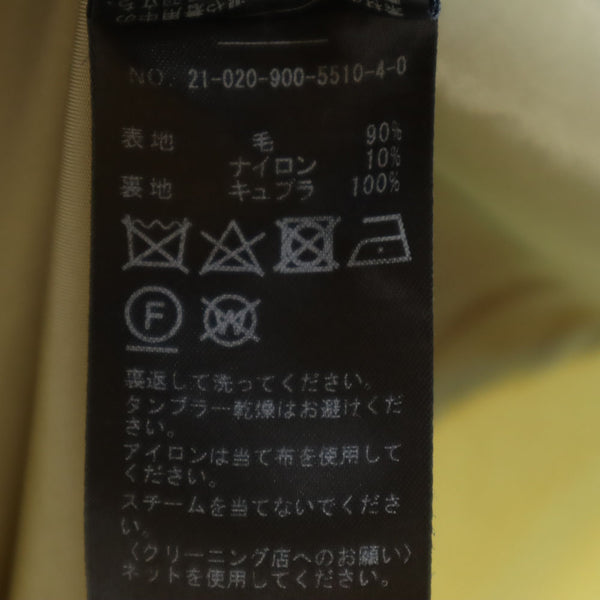 NO. 21-020-900-5510-4-0
表地 毛 90%
ナイロン 10%
裏地 キュプラ 100%
F
W
裏返して洗ってください。
タンブラー乾燥はお避けくだ
さい。
アイロンは当て布を使用して
ください。
スチームを当てないでくださ
い。
〈クリーニング店へのお願い〉
ネットを使用してください。